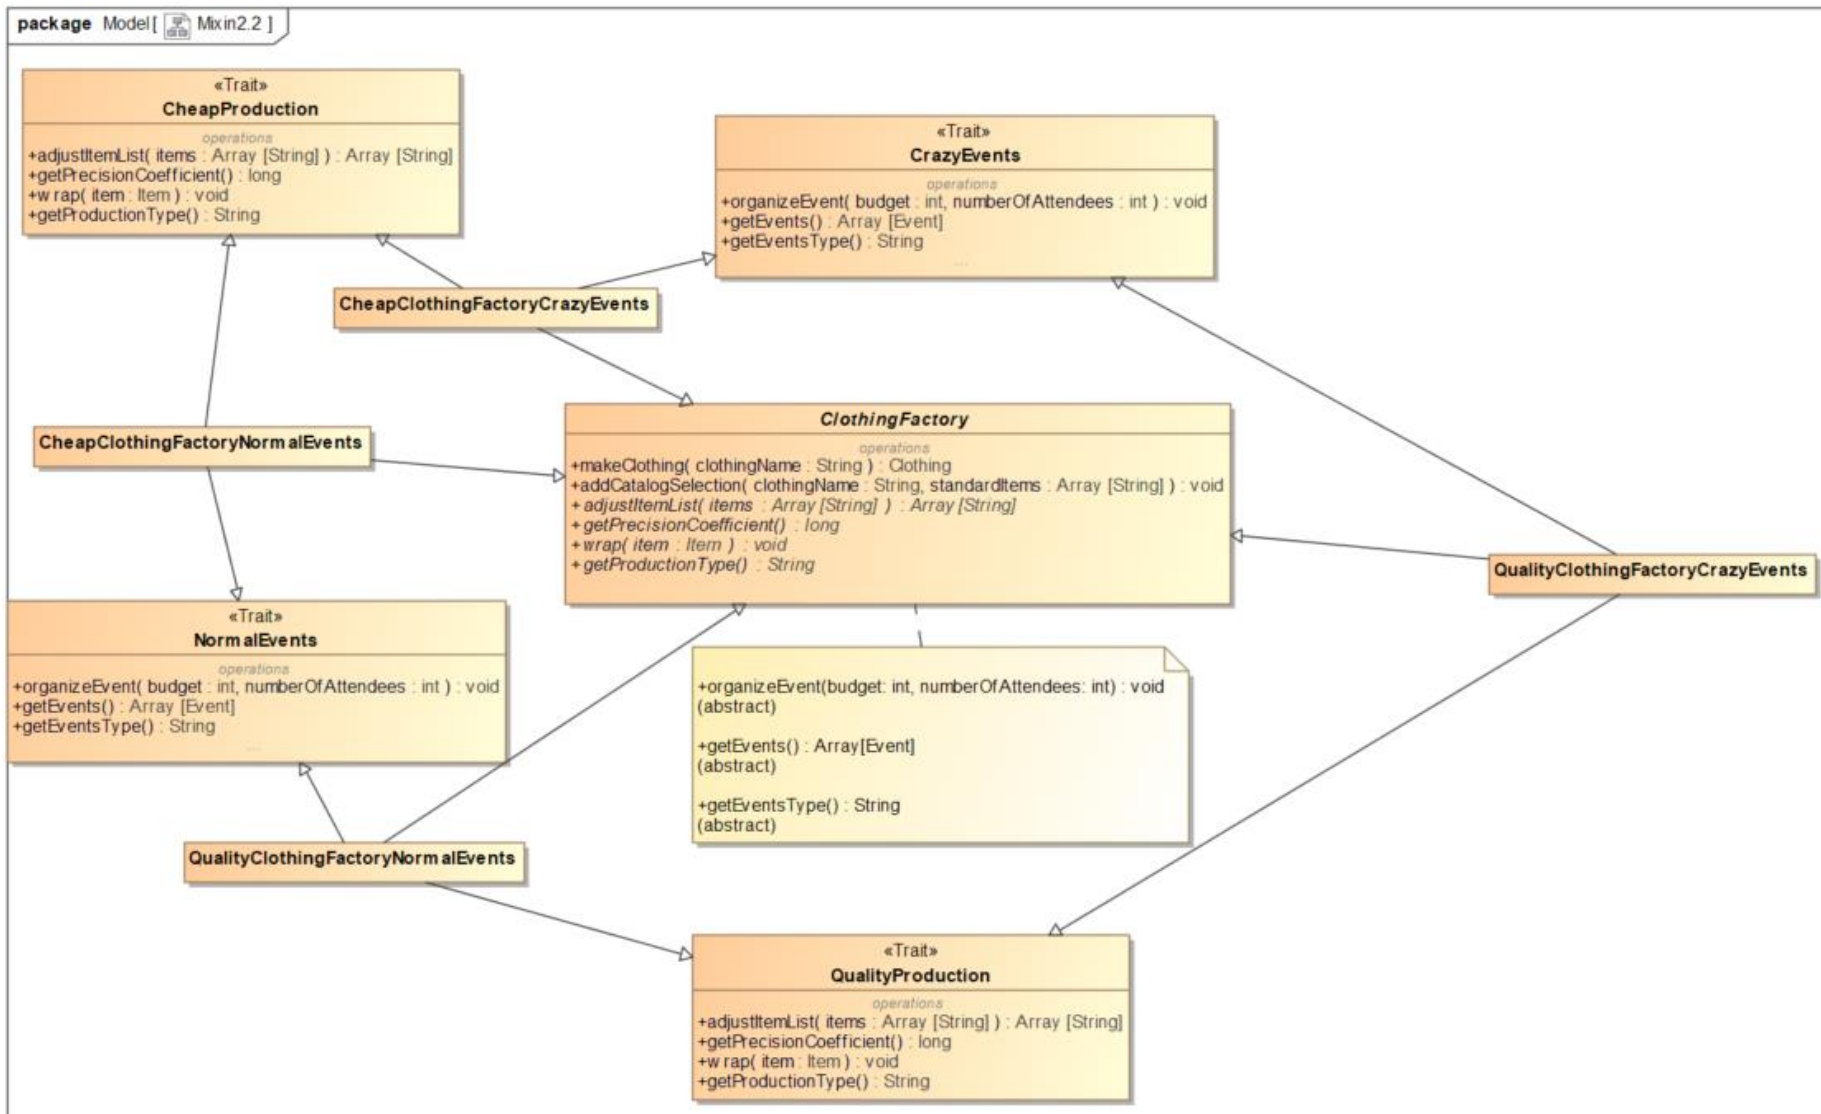 package Model[ Mixin2.2 ]
«Trait»
CheapProduction
operations
+adjustItemList( items : Array [String] ) : Array [String]
+getPrecisionCoefficient() : long
+wrap( item : Item ) : void
+getProductionType() : String
«Trait»
CrazyEvents
operations
+organizeEvent( budget : int, numberOfAttendees : int ) : void
+getEvents() : Array [Event]
+getEventsType() : String
...
CheapClothingFactoryCrazyEvents
ClothingFactory
operations
+makeClothing( clothingName : String ) : Clothing
+addCatalogSelection( clothingName : String, standardItems : Array [String] ) : void
+adjustItemList( items : Array [String] ) : Array [String]
+getPrecisionCoefficient() : long
+wrap( item : Item ) : void
+getProductionType() : String
CheapClothingFactoryNormalEvents
QualityClothingFactoryCrazyEvents
«Trait»
NormalEvents
operations
+organizeEvent( budget : int, numberOfAttendees : int ) : void
+getEvents() : Array [Event]
+getEventsType() : String
...
+organizeEvent(budget: int, numberOfAttendees: int) : void
(abstract)
+getEvents() : Array[Event]
(abstract)
+getEventsType() : String
(abstract)
QualityClothingFactoryNormalEvents
«Trait»
QualityProduction
operations
+adjustItemList( items : Array [String] ) : Array [String]
+getPrecisionCoefficient() : long
+wrap( item : Item ) : void
+getProductionType() : String